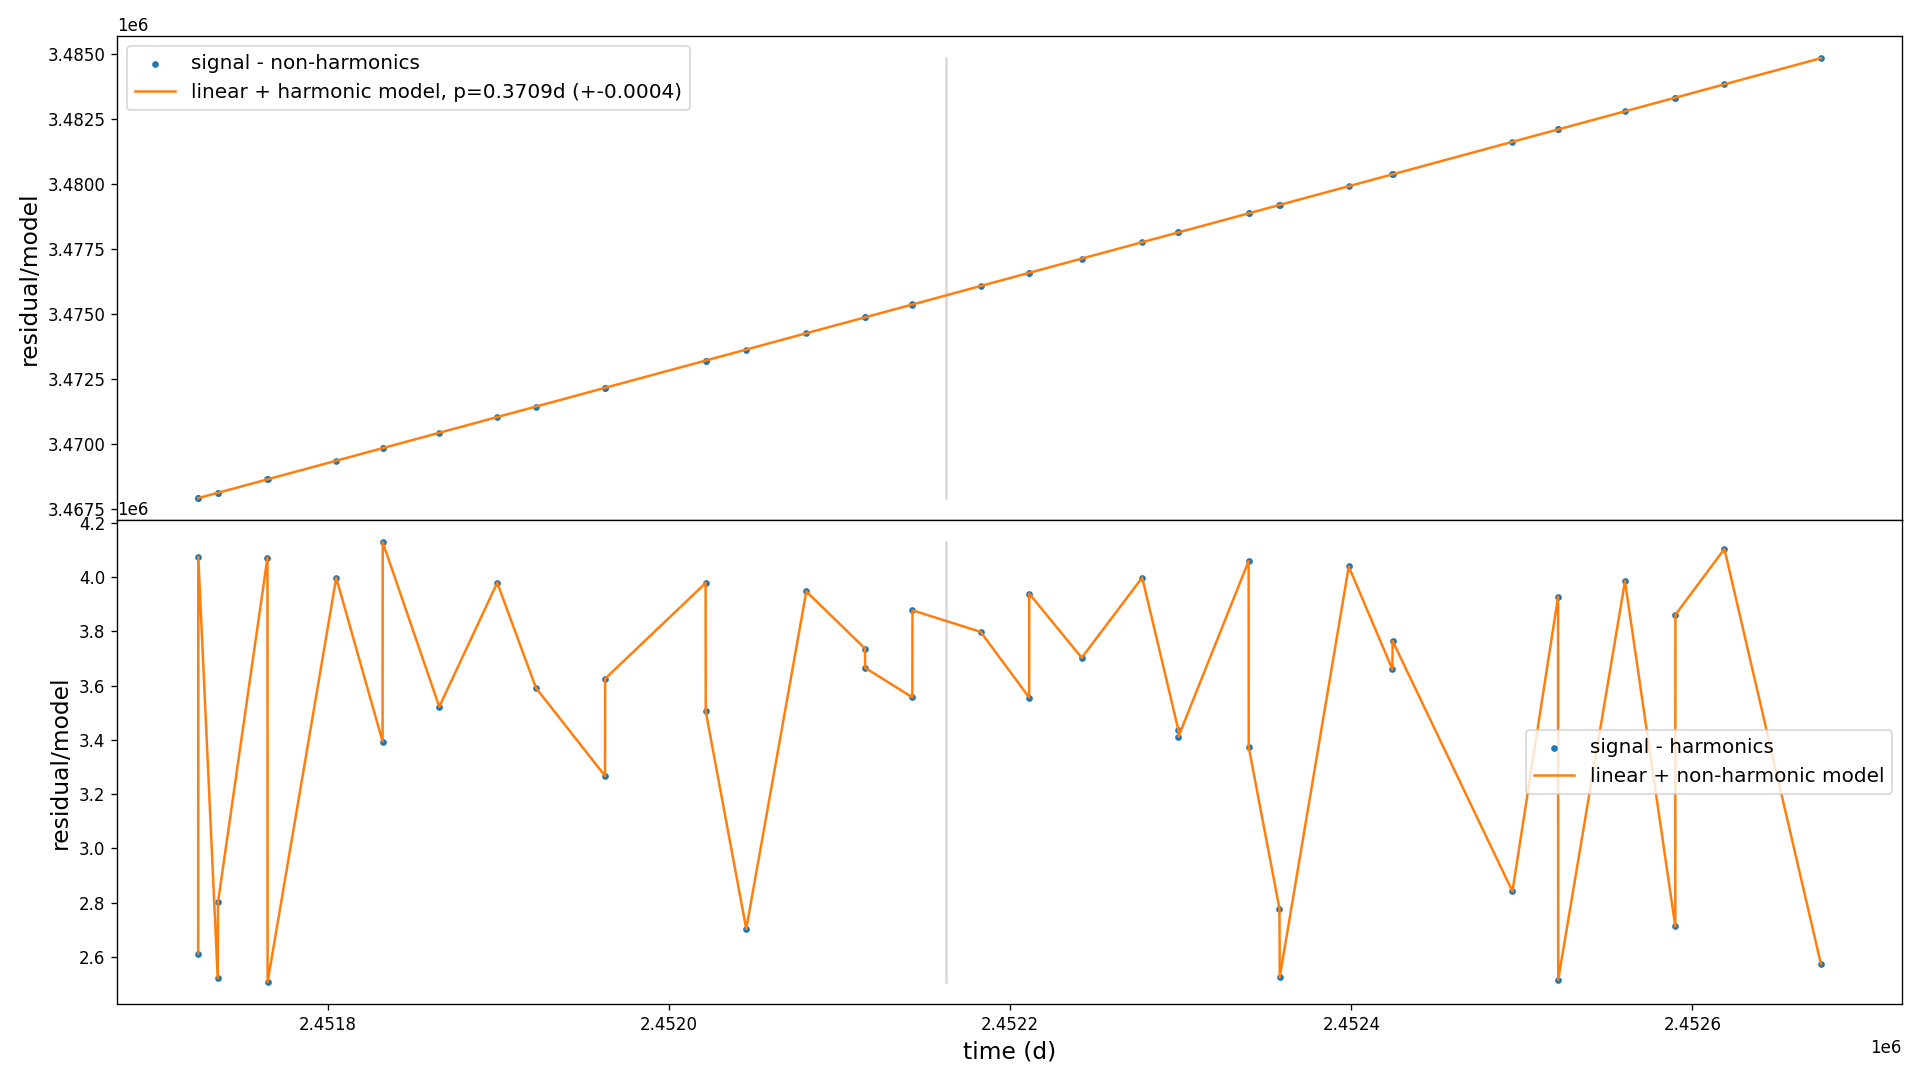 1e6
3.4850
3.4825
3.4800
3.4775
3.4750
3.4725
3.4700
3.4675
residual/model
signal - non-harmonics
linear + harmonic model, p=0.3709d (+-0.0004)
1e6
4.2
4.0
3.8
3.6
3.4
3.2
3.0
2.8
2.6
residual/model
signal - harmonics
linear + non-harmonic model
2.4518
2.4520
2.4522
2.4524
2.4526
1e6
time (d)